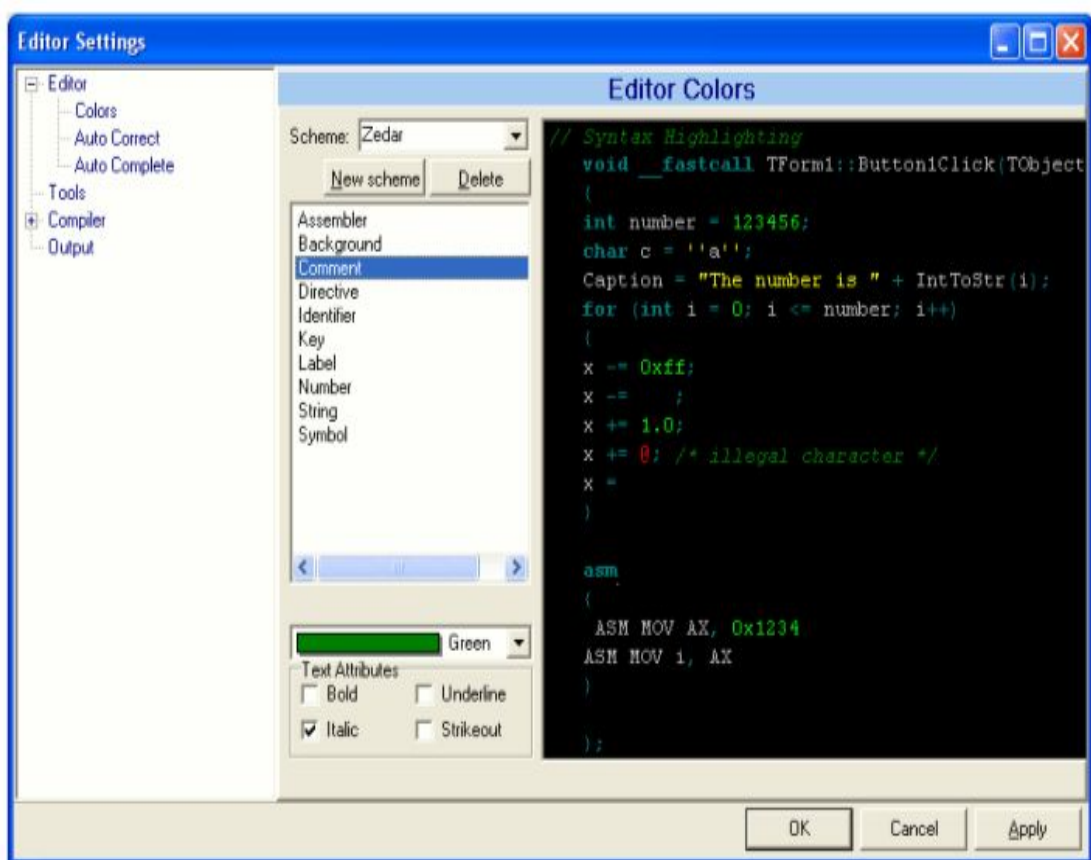 Editor Settings
Editor
Colors
Auto Correct
Auto Complete
Tools
Compiler
Output
Editor Colors
Scheme: Zedar
New scheme Delete
Assembler
Background
Comment
Directive
Identifier
Key
Label
Number
String
Symbol
Green
Text Attributes
Bold Underline
Italic Strikeout
// Syntax Highlighting
void __fastcall TForm1::Button1Click(TObject
{
int number = 123456;
char c = ''a'';
Caption = "The number is " + IntToStr(i);
for (int i = 0; i <= number; i++)
{
x -= 0xff;
x -= ;
x += 1.0;
x += @; /* illegal character */
x =
}
asm
{
ASM MOV AX, 0x1234
ASM MOV i, AX
}
};
OK Cancel Apply